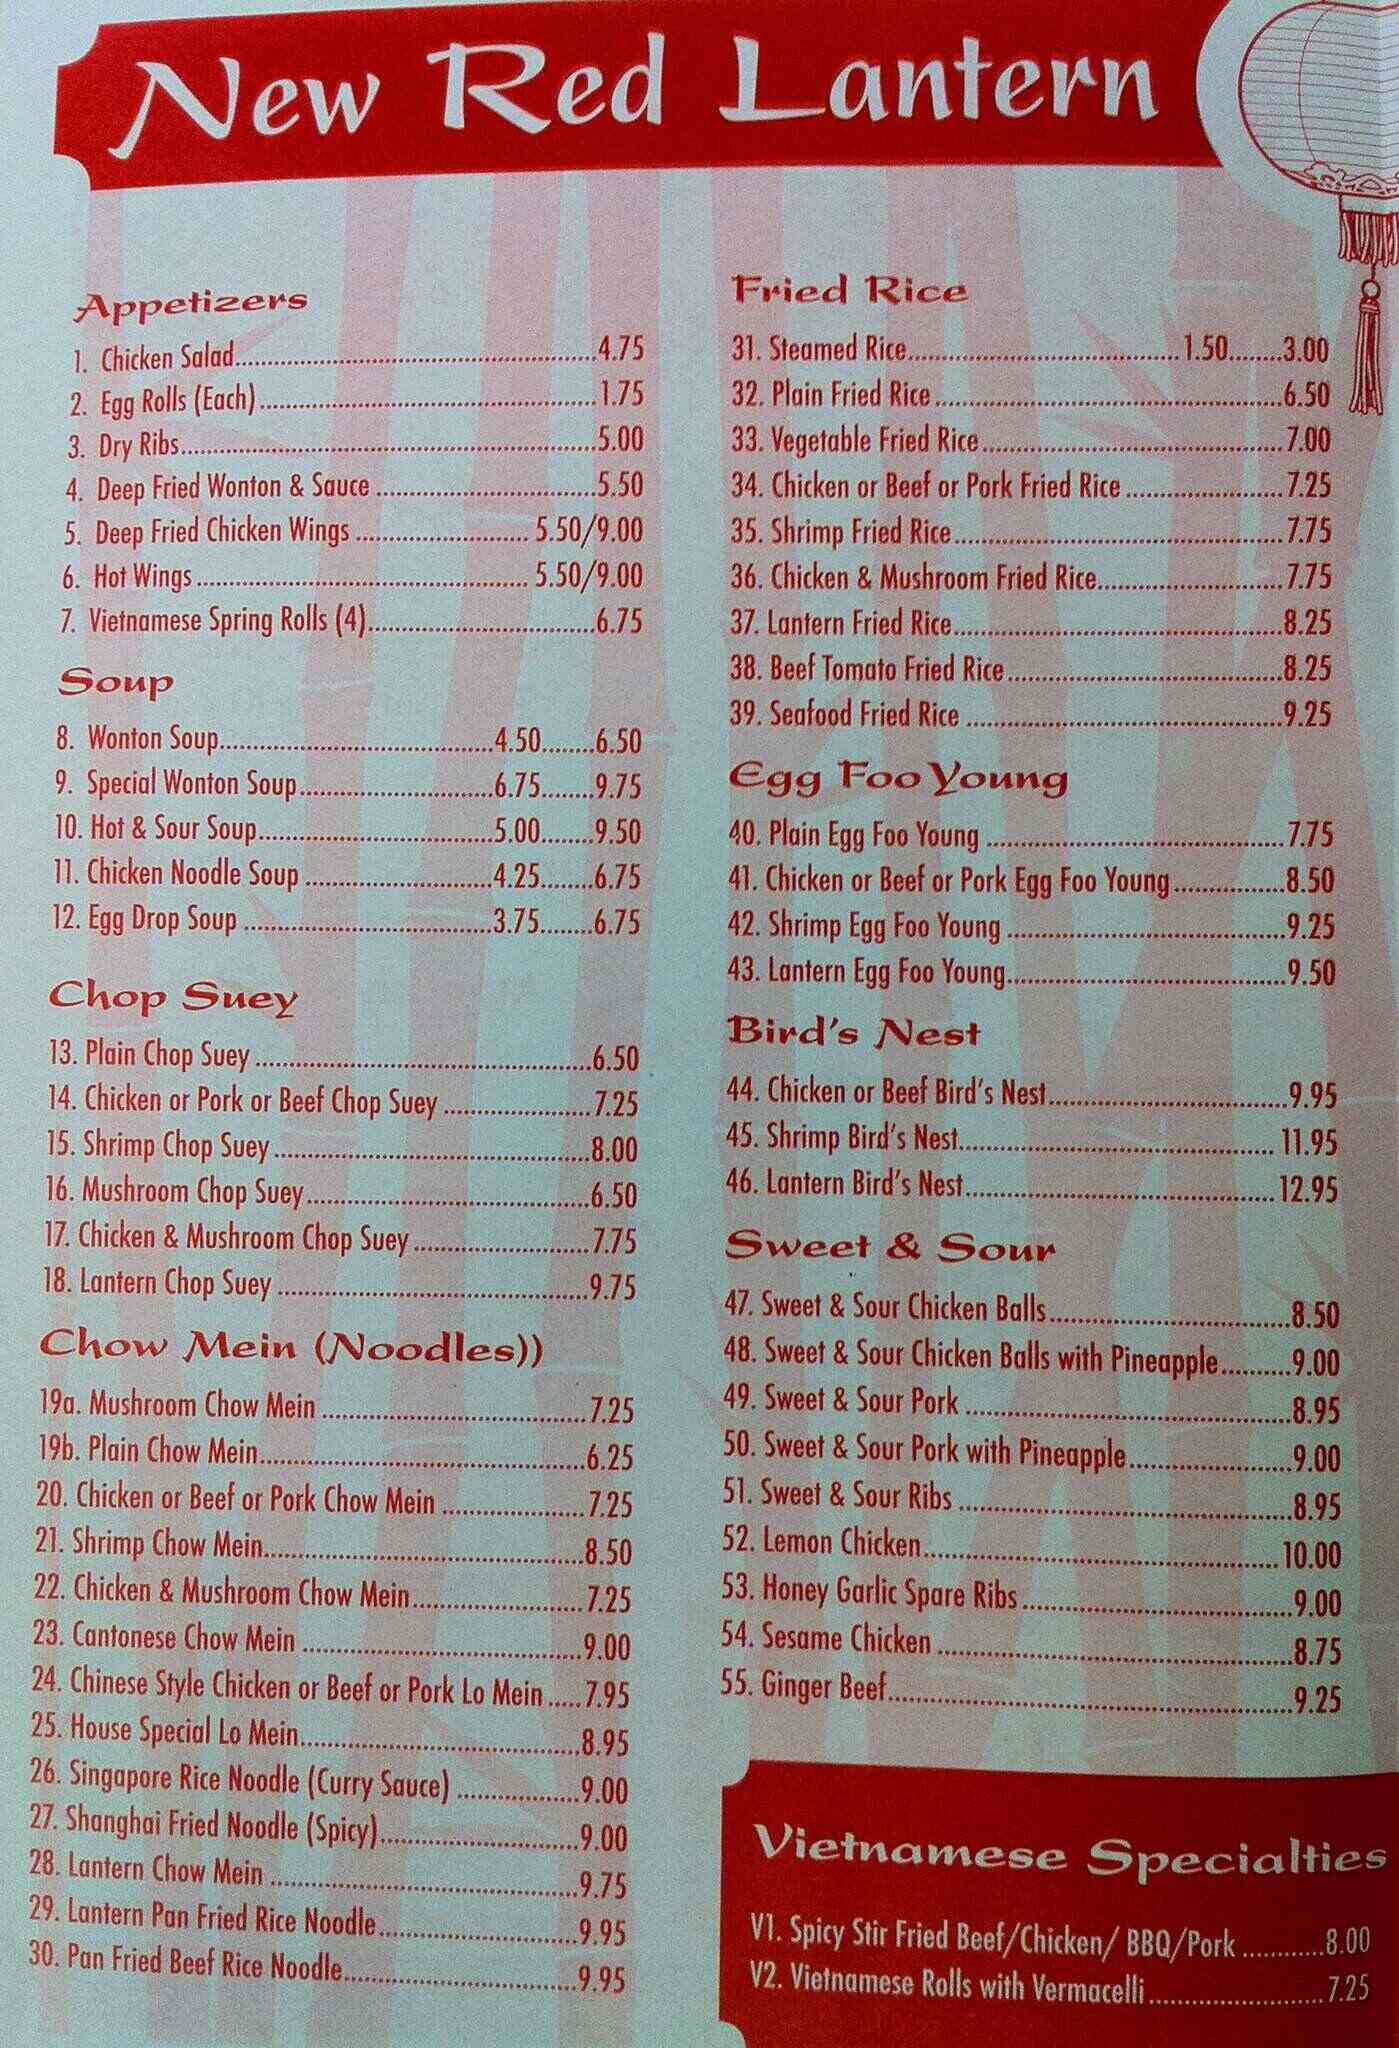 New Red Lantern
Appetizers
1. Chicken Salad..........4.75
2. Egg Rolls (Each)..........1.75
3. Dry Ribs..........5.00
4. Deep Fried Wonton & Sauce..........5.50
5. Deep Fried Chicken Wings..........5.50/9.00
6. Hot Wings..........5.50/9.00
7. Vietnamese Spring Rolls (4)..........6.75
Soup
8. Wonton Soup..........4.50........6.50
9. Special Wonton Soup..........6.75........9.75
10. Hot & Sour Soup..........5.00........9.50
11. Chicken Noodle Soup..........4.25........6.75
12. Egg Drop Soup..........3.75........6.75
Chop Suey
13. Plain Chop Suey..........6.50
14. Chicken or Pork or Beef Chop Suey..........7.25
15. Shrimp Chop Suey..........8.00
16. Mushroom Chop Suey..........6.50
17. Chicken & Mushroom Chop Suey..........7.75
18. Lantern Chop Suey..........9.75
Chow Mein (Noodles))
19a. Mushroom Chow Mein..........7.25
19b. Plain Chow Mein..........6.25
20. Chicken or Beef or Pork Chow Mein..........7.25
21. Shrimp Chow Mein..........8.50
22. Chicken & Mushroom Chow Mein..........7.25
23. Cantonese Chow Mein..........9.00
24. Chinese Style Chicken or Beef or Pork Lo Mein.....7.95
25. House Special Lo Mein..........8.95
26. Singapore Rice Noodle (Curry Sauce)..........9.00
27. Shanghai Fried Noodle (Spicy)..........9.00
28. Lantern Chow Mein..........9.75
29. Lantern Pan Fried Rice Noodle..........9.95
30. Pan Fried Beef Rice Noodle..........9.95
Fried Rice
31. Steamed Rice..........1.50........3.00
32. Plain Fried Rice..........6.50
33. Vegetable Fried Rice..........7.00
34. Chicken or Beef or Pork Fried Rice..........7.25
35. Shrimp Fried Rice..........7.75
36. Chicken & Mushroom Fried Rice..........7.75
37. Lantern Fried Rice..........8.25
38. Beef Tomato Fried Rice..........8.25
39. Seafood Fried Rice..........9.25
Egg Foo Young
40. Plain Egg Foo Young..........7.75
41. Chicken or Beef or Pork Egg Foo Young..........8.50
42. Shrimp Egg Foo Young..........9.25
43. Lantern Egg Foo Young..........9.50
Bird's Nest
44. Chicken or Beef Bird's Nest..........9.95
45. Shrimp Bird's Nest..........11.95
46. Lantern Bird's Nest..........12.95
Sweet & Sour
47. Sweet & Sour Chicken Balls..........8.50
48. Sweet & Sour Chicken Balls with Pineapple..........9.00
49. Sweet & Sour Pork..........8.95
50. Sweet & Sour Pork with Pineapple..........9.00
51. Sweet & Sour Ribs..........8.95
52. Lemon Chicken..........10.00
53. Honey Garlic Spare Ribs..........9.00
54. Sesame Chicken..........8.75
55. Ginger Beef..........9.25
Vietnamese Specialties
V1. Spicy Stir Fried Beef/Chicken/ BBQ/Pork..........8.00
V2. Vietnamese Rolls with Vermacelli..........7.25